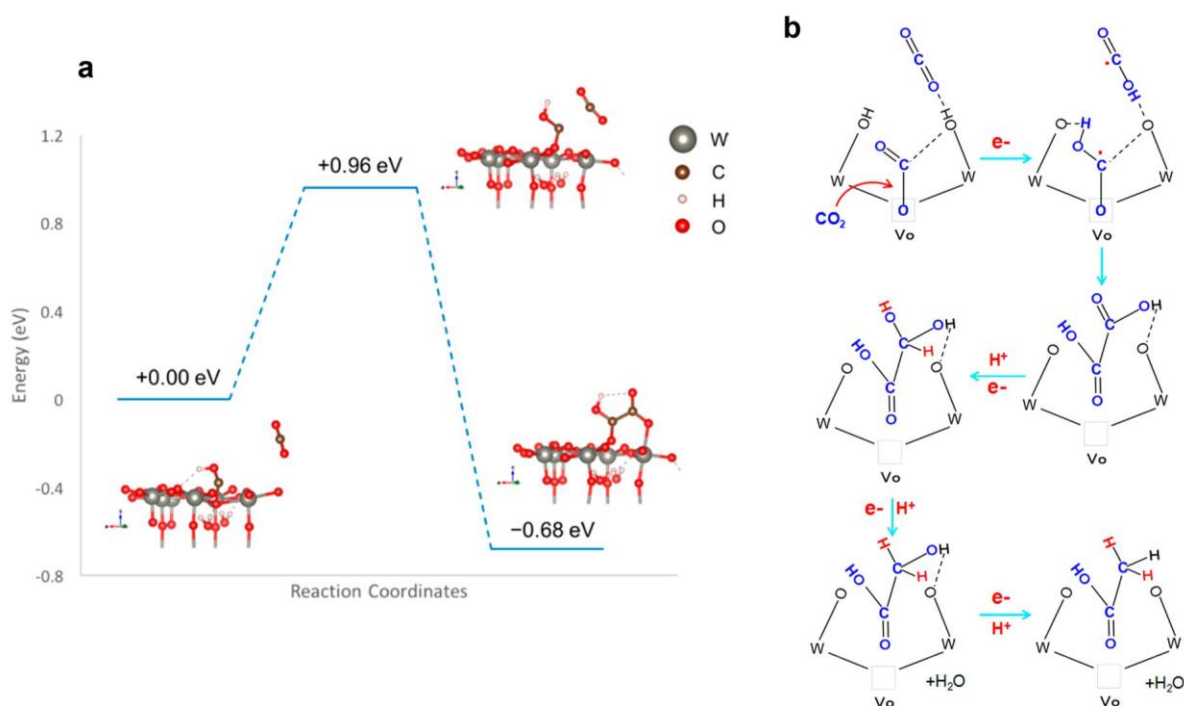 a
1.2
0.8
0.4
0
-0.4
-0.8
Energy (eV)
Reaction Coordinates
+0.00 eV
+0.96 eV
−0.68 eV
W
C
H
O
b
O
C
O
OH
H
O
O
C
O
W
W
CO2
Vo
e-
O
C
OH
O
H
O
C
O
O
W
W
Vo
O
C
OH
HO
C
O
O
O
W
W
Vo
H+
e-
H
O
C
OH
H
HO
C
O
O
O
W
W
Vo
e- H+
H
C
OH
H
HO
C
O
O
O
W
W
Vo
+H2O
e-
H+
H
C
H
H
HO
C
O
O
O
W
W
Vo
+H2O